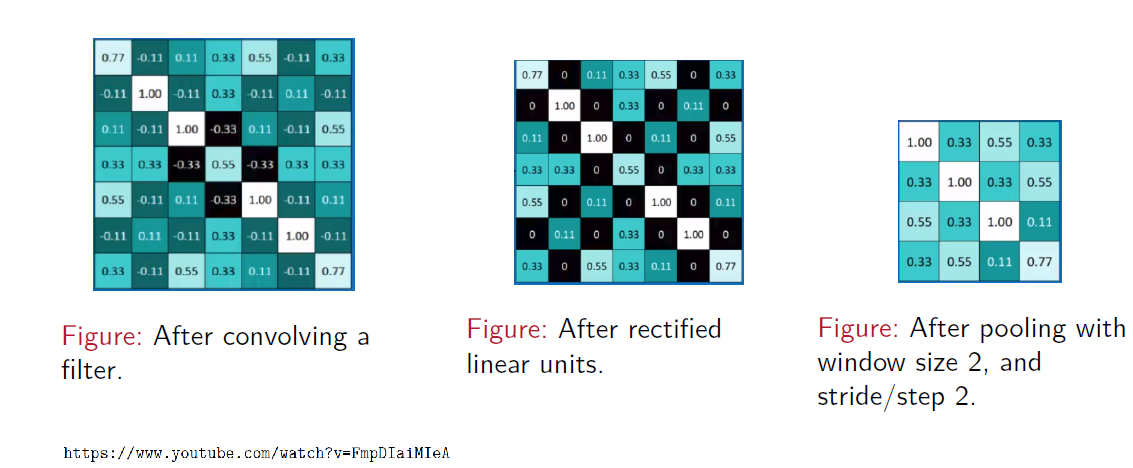 0.77 -0.11 0.11 0.33 0.55 -0.11 0.33
-0.11 1.00 -0.11 0.33 -0.11 0.11 -0.11
0.11 -0.11 1.00 -0.33 0.11 -0.11 0.55
0.33 0.33 -0.33 0.55 -0.33 0.33 0.33
0.55 -0.11 0.11 -0.33 1.00 -0.11 0.11
-0.11 0.11 -0.11 0.33 -0.11 1.00 -0.11
0.33 -0.11 0.55 0.33 0.11 -0.11 0.77
Figure: After convolving a
filter.
0.77 0 0.11 0.33 0.55 0 0.33
0 1.00 0 0.33 0 0.11 0
0.11 0 1.00 0 0.11 0 0.55
0.33 0.33 0 0.55 0 0.33 0.33
0.55 0 0.11 0 1.00 0 0.11
0 0.11 0 0.33 0 1.00 0
0.33 0 0.55 0.33 0.11 0 0.77
Figure: After rectified
linear units.
1.00 0.33 0.55 0.33
0.33 1.00 0.33 0.55
0.55 0.33 1.00 0.11
0.33 0.55 0.11 0.77
Figure: After pooling with
window size 2, and
stride/step 2.
https://www.youtube.com/watch?v=FmpDIaiMIeA